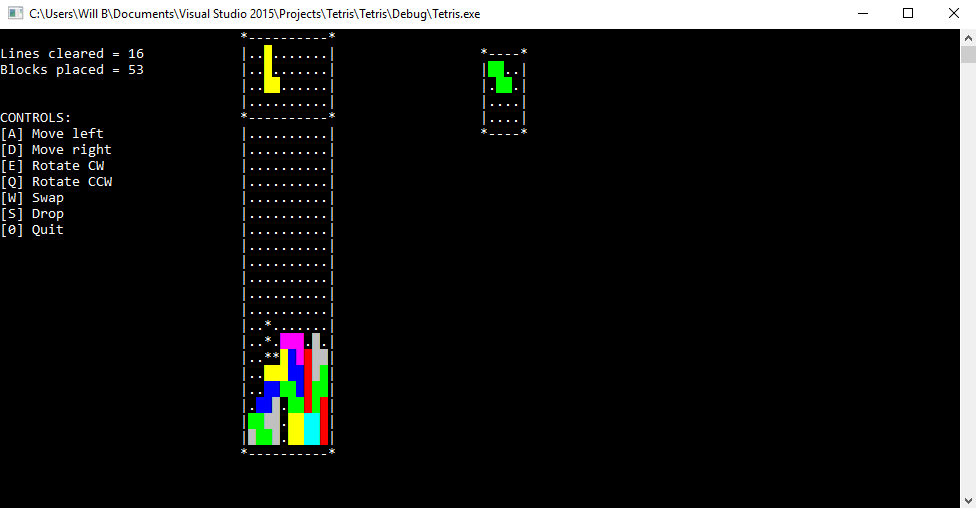 C:\Users\Will B\Documents\Visual Studio 2015\Projects\Tetris\Tetris\Debug\Tetris.exe
*----------*
Lines cleared = 16 |.. .......| *----*
Blocks placed = 53 |.. .......| | ..|
|..  ......| |.  .|
|..........| |....|
CONTROLS: *----------* |....|
[A] Move left |..........| *----*
[D] Move right |..........|
[E] Rotate CW |..........|
[Q] Rotate CCW |..........|
[W] Swap |..........|
[S] Drop |..........|
[0] Quit |..........|
|..........|
|..........|
|..........|
|..........|
|..........|
|..*.......|
|..*.   . .|
|..**      |
|..        |
|..        |
|.   .     |
|    .     |
|    .     |
*----------*